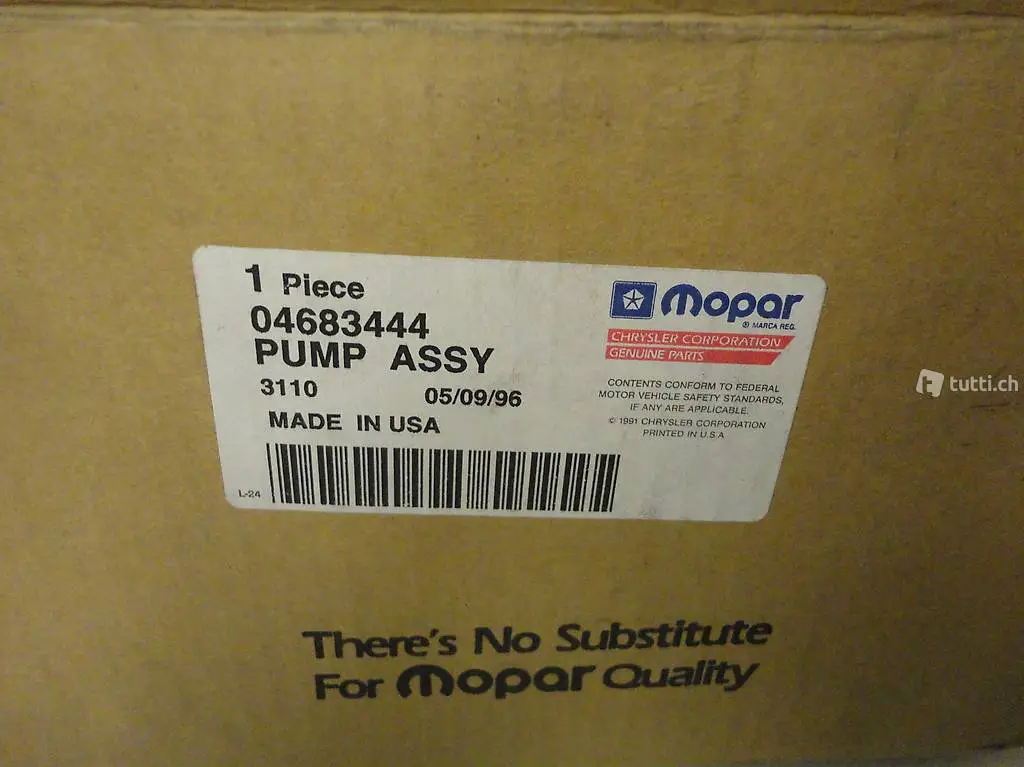 1 Piece
04683444
PUMP ASSY
3110 05/09/96
MADE IN USA
L-24
mopar
® MARCA REG.
CHRYSLER CORPORATION
GENUINE PARTS
CONTENTS CONFORM TO FEDERAL
MOTOR VEHICLE SAFETY STANDARDS,
IF ANY ARE APPLICABLE.
© 1991 CHRYSLER CORPORATION
PRINTED IN U.S.A
There's No Substitute
For mopar Quality
tutti.ch